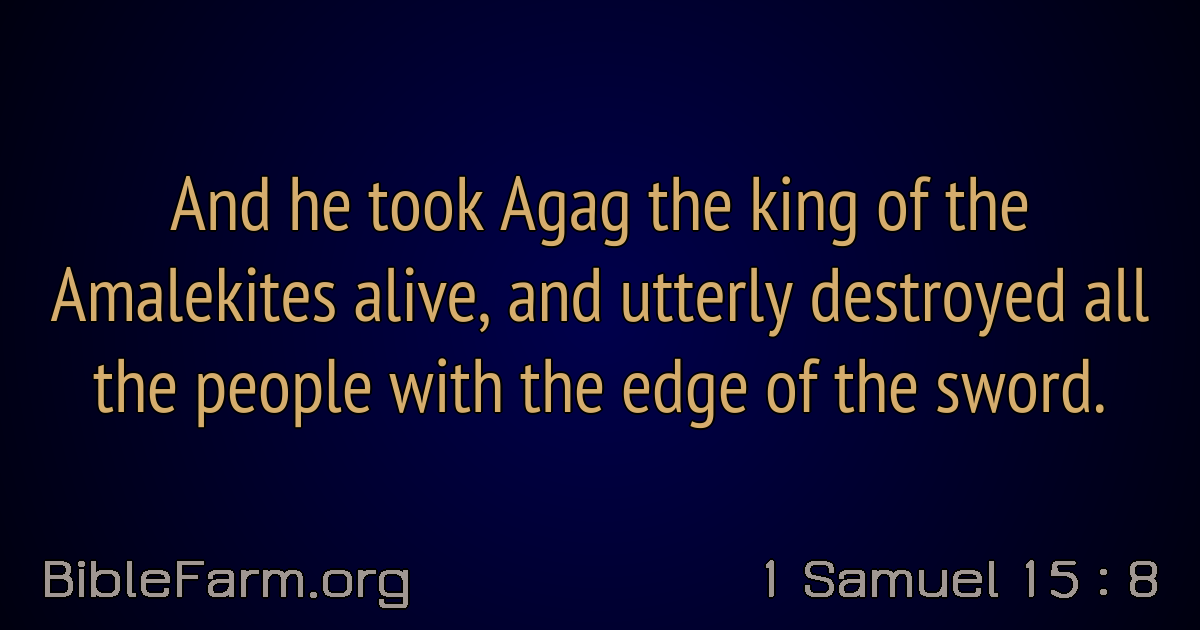 And he took Agag the king of the
Amalekites alive, and utterly destroyed all
the people with the edge of the sword.
BibleFarm.org
1 Samuel 15 : 8